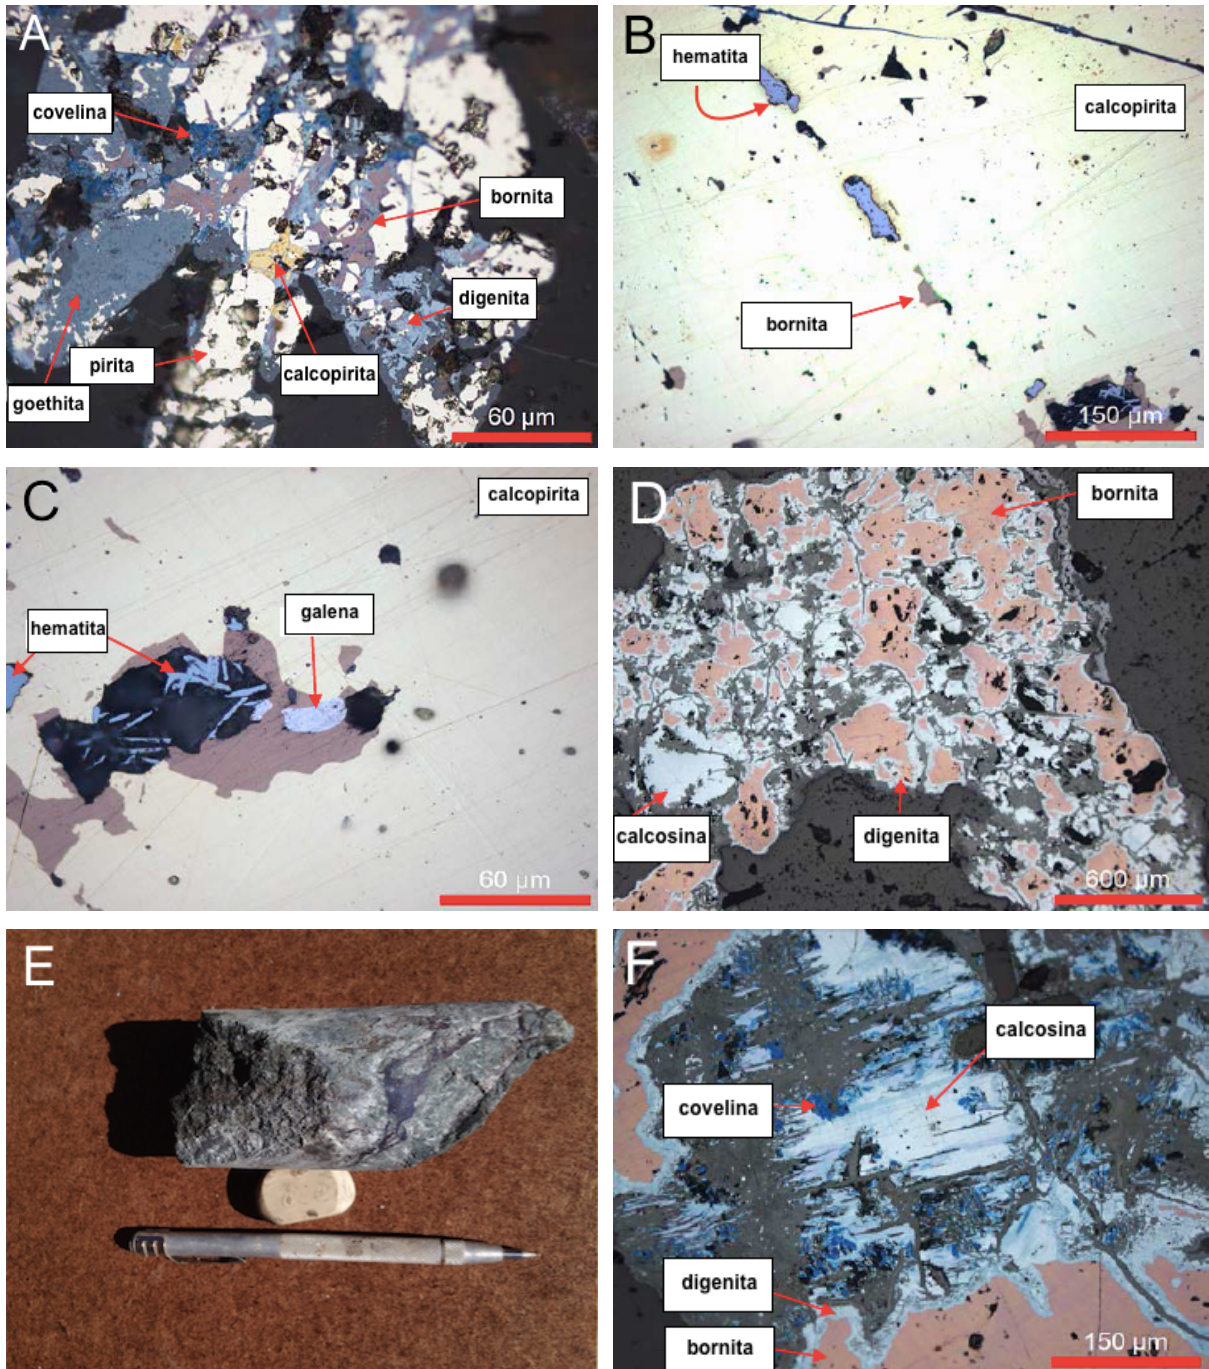 A
covelina
bornita
digenita
pirita
calcopirita
goethita
60 µm
B
hematita
calcopirita
bornita
150 µm
C
calcopirita
galena
hematita
60 µm
D
bornita
calcosina
digenita
600 µm
E
F
calcosina
covelina
digenita
bornita
150 µm